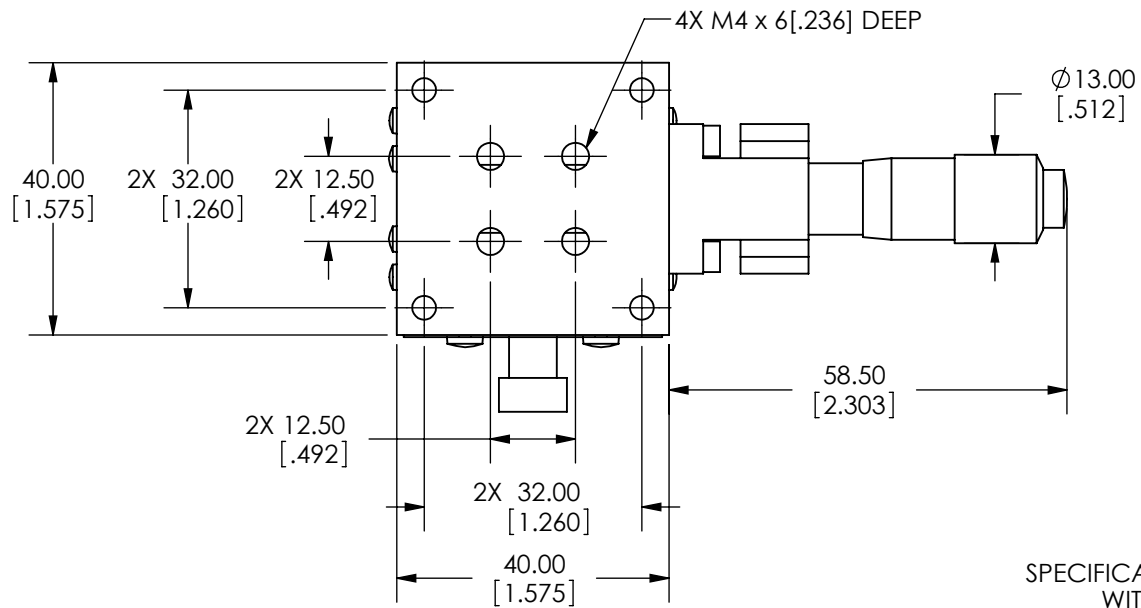 4X M4 x 6[.236] DEEP
∅13.00
[.512]
40.00
[1.575]
2X 32.00
[1.260]
2X 12.50
[.492]
58.50
[2.303]
2X 12.50
[.492]
2X 32.00
[1.260]
40.00
[1.575]